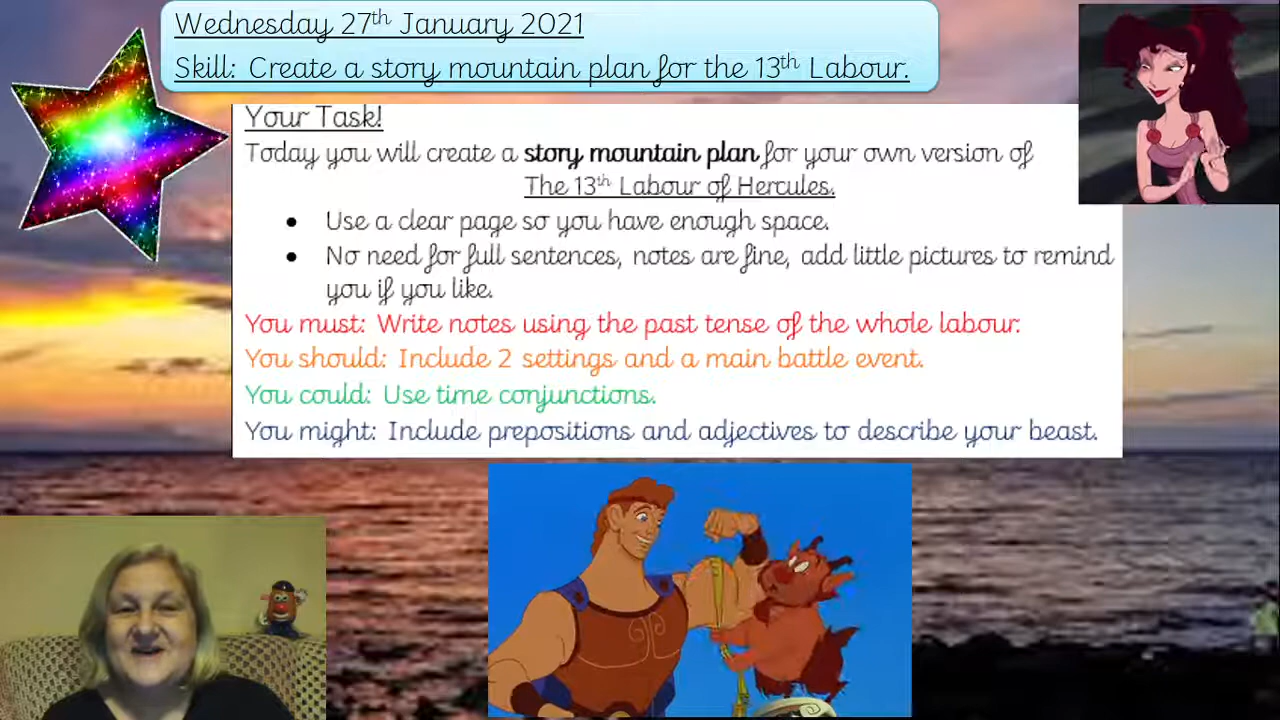 Wednesday 27th January 2021
Skill: Create a story mountain plan for the 13th Labour.
Your Task!
Today you will create a story mountain plan for your own version of
The 13th Labour of Hercules.
• Use a clear page so you have enough space.
• No need for full sentences, notes are fine, add little pictures to remind
you if you like.
You must: Write notes using the past tense of the whole labour.
You should: Include 2 settings and a main battle event.
You could: Use time conjunctions.
You might: Include prepositions and adjectives to describe your beast.